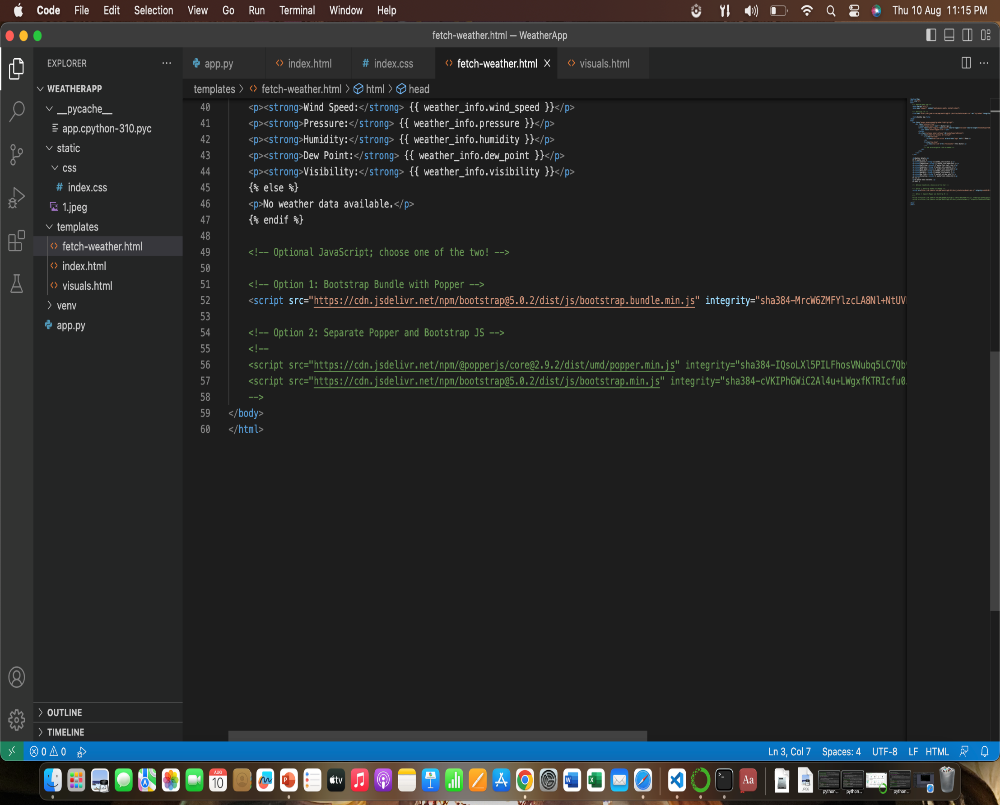 Code File Edit Selection View Go Run Terminal Window Help Thu 10 Aug 11:15 PM
fetch-weather.html — WeatherApp
EXPLORER
app.py
index.html
# index.css
fetch-weather.html
visuals.html
templates > fetch-weather.html > html > head
WEATHERAPP
__pycache__
app.cpython-310.pyc
static
css
# index.css
1.jpeg
templates
fetch-weather.html
index.html
visuals.html
venv
app.py
OUTLINE
TIMELINE
40 <p><strong>Wind Speed:</strong> {{ weather_info.wind_speed }}</p>
41 <p><strong>Pressure:</strong> {{ weather_info.pressure }}</p>
42 <p><strong>Humidity:</strong> {{ weather_info.humidity }}</p>
43 <p><strong>Dew Point:</strong> {{ weather_info.dew_point }}</p>
44 <p><strong>Visibility:</strong> {{ weather_info.visibility }}</p>
45 {% else %}
46 <p>No weather data available.</p>
47 {% endif %}
48
49 <!-- Optional JavaScript; choose one of the two! -->
50
51 <!-- Option 1: Bootstrap Bundle with Popper -->
52 <script src="https://cdn.jsdelivr.net/npm/bootstrap@5.0.2/dist/js/bootstrap.bundle.min.js" integrity="sha384-MrcW6ZMFYlzcLA8Nl+NtUV
53
54 <!-- Option 2: Separate Popper and Bootstrap JS -->
55 <!--
56 <script src="https://cdn.jsdelivr.net/npm/@popperjs/core@2.9.2/dist/umd/popper.min.js" integrity="sha384-IQsoLXl5PILFhosVNubq5LC7Qb
57 <script src="https://cdn.jsdelivr.net/npm/bootstrap@5.0.2/dist/js/bootstrap.min.js" integrity="sha384-cVKIPhGWiC2Al4u+LWgxfKTRIcfu0
58 -->
59 </body>
60 </html>
0 0
Ln 3, Col 7 Spaces: 4 UTF-8 LF HTML
AUG
10
P
tv
W
X
>_
Aa
JPEG
python...
python...
python...